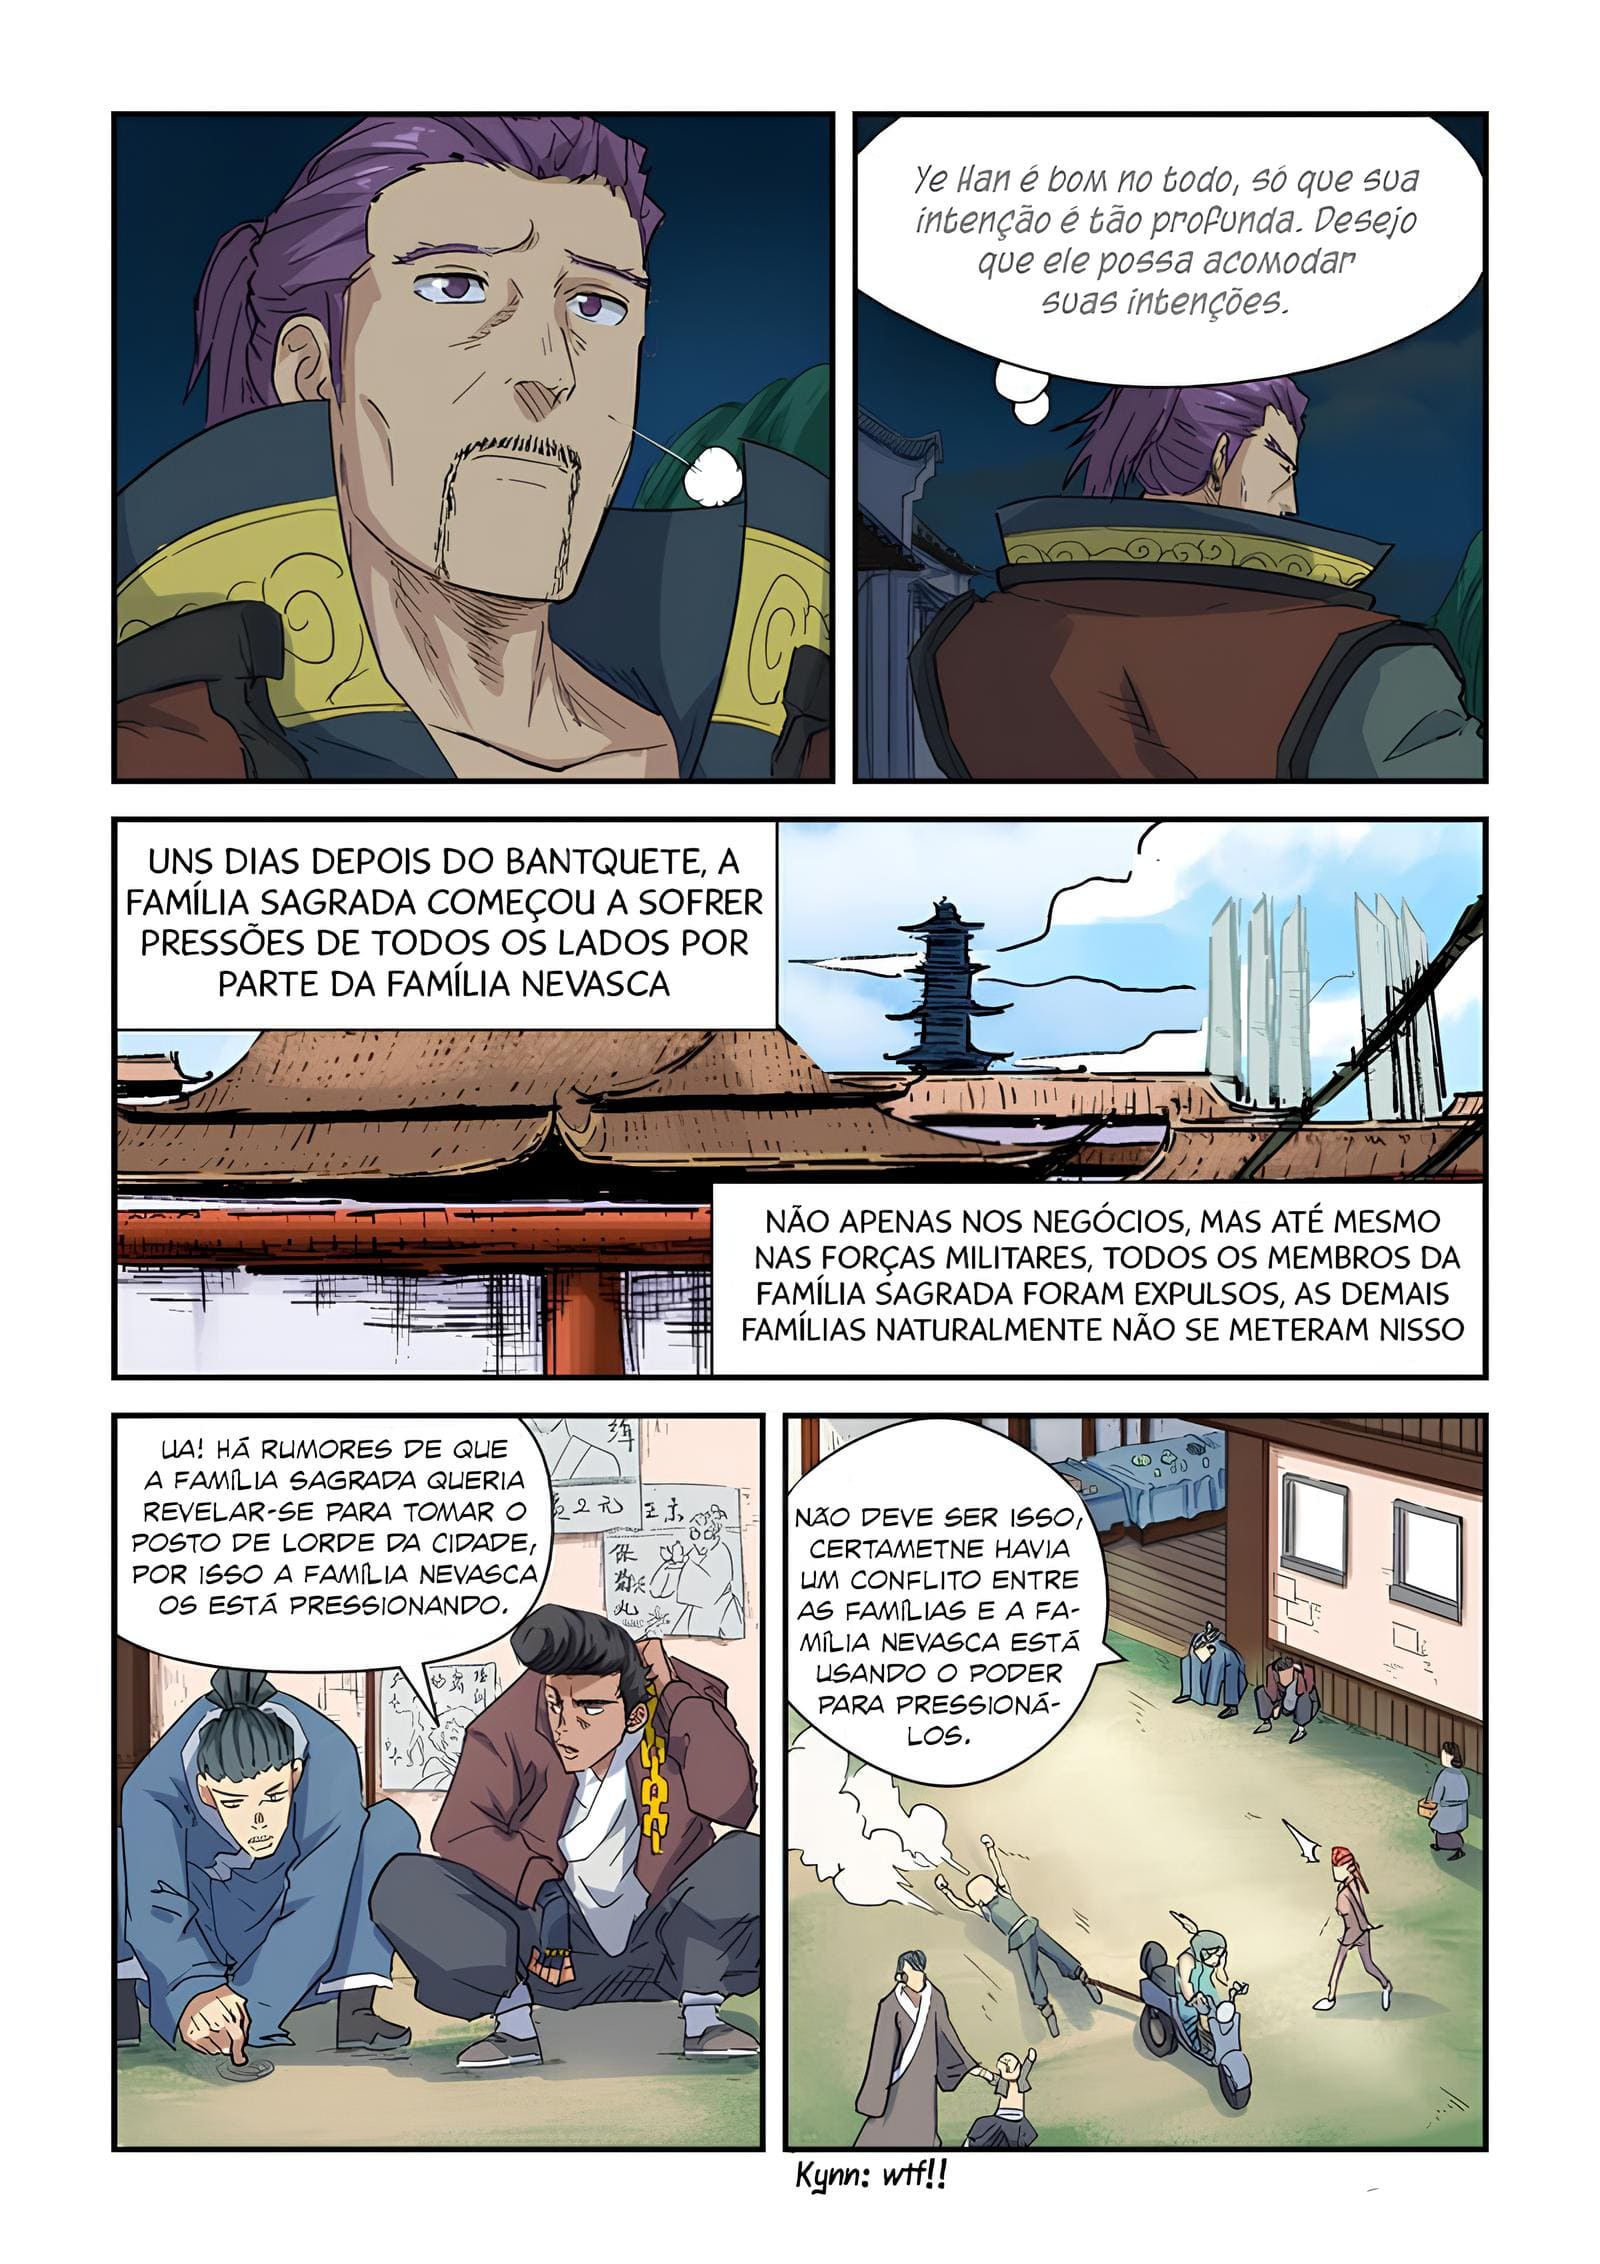 Ye Han é bom no todo, só que sua
intenção é tão profunda. Desejo
que ele possa acomodar
suas intenções.
UNS DIAS DEPOIS DO BANTQUETE, A
FAMÍLIA SAGRADA COMEÇOU A SOFRER
PRESSÕES DE TODOS OS LADOS POR
PARTE DA FAMÍLIA NEVASCA
NÃO APENAS NOS NEGÓCIOS, MAS ATÉ MESMO
NAS FORÇAS MILITARES, TODOS OS MEMBROS DA
FAMÍLIA SAGRADA FORAM EXPULSOS, AS DEMAIS
FAMÍLIAS NATURALMENTE NÃO SE METERAM NISSO
UA! HÁ RUMORES DE QUE
A FAMÍLIA SAGRADA QUERIA
REVELAR-SE PARA TOMAR O
POSTO DE LORDE DA CIDADE,
POR ISSO A FAMÍLIA NEVASCA
OS ESTÁ PRESSIONANDO.
2元
NÃO DEVE SER ISSO,
CERTAMETNE HAVIA
UM CONFLITO ENTRE
AS FAMÍLIAS E A FA-
MÍLIA NEVASCA ESTÁ
USANDO O PODER
PARA PRESSIONÁ-
LOS.
Kynn: wtf!!